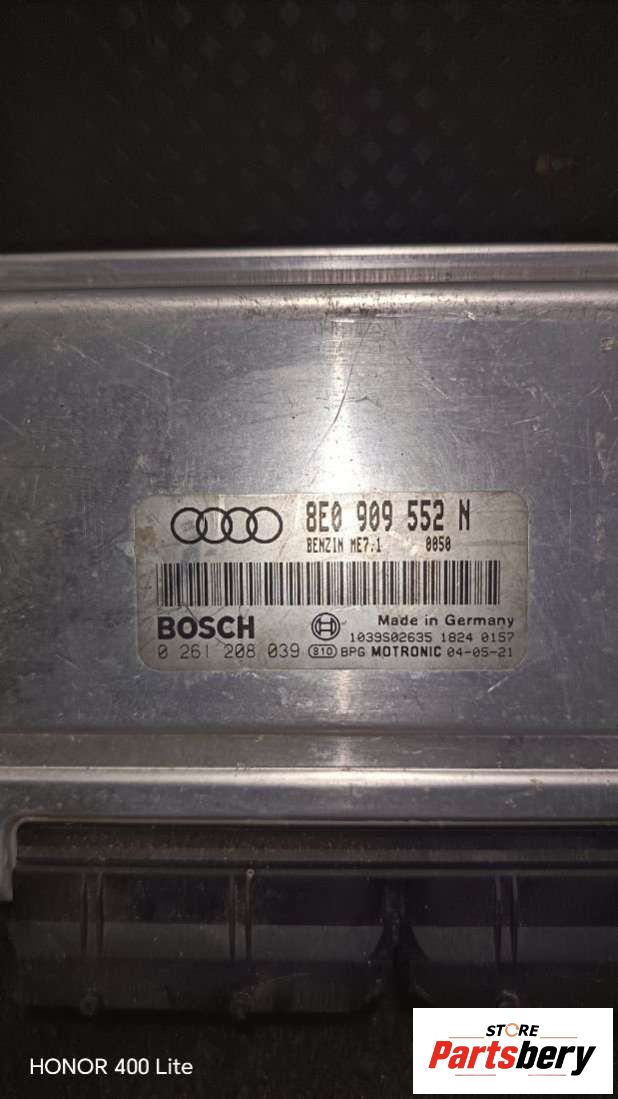 8E0 909 552 N
BENZIN ME7.1 0050
BOSCH Made in Germany
1039S02635 1824 0157
0 261 208 039 810 BPG MOTRONIC 04-05-21
HONOR 400 Lite
STORE
Partsbery